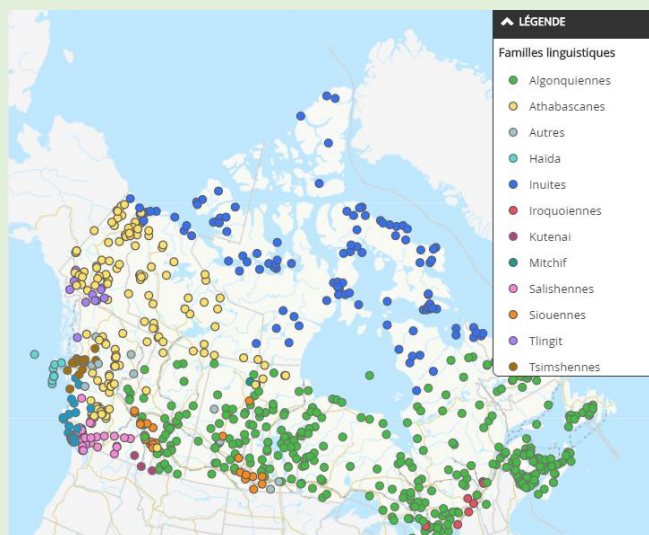 LÉGENDE
Familles linguistiques
Algonquiennes
Athabascanes
Autres
Haïda
Inuites
Iroquoiennes
Kutenai
Mitchif
Salishennes
Siouennes
Tlingit
Tsimshennes